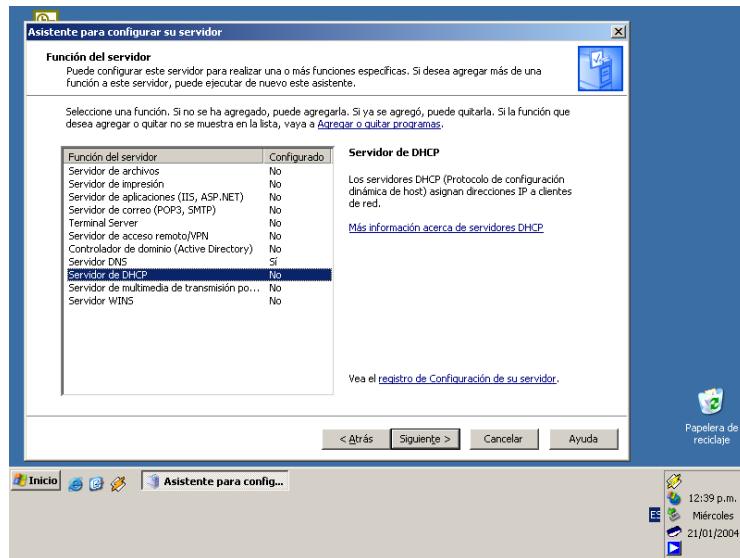 Asistente para configurar su servidor
Función del servidor
Puede configurar este servidor para realizar una o más funciones específicas. Si desea agregar más de una
función a este servidor, puede ejecutar de nuevo este asistente.
Seleccione una función. Si no se ha agregado, puede agregarla. Si ya se agregó, puede quitarla. Si la función que
desea agregar o quitar no se muestra en la lista, vaya a Agregar o quitar programas.
Función del servidor Configurado
Servidor de archivos No
Servidor de impresión No
Servidor de aplicaciones (IIS, ASP.NET) No
Servidor de correo (POP3, SMTP) No
Terminal Server No
Servidor de acceso remoto/VPN No
Controlador de dominio (Active Directory) No
Servidor DNS Sí
Servidor de DHCP No
Servidor de multimedia de transmisión po... No
Servidor WINS No
Servidor de DHCP
Los servidores DHCP (Protocolo de configuración
dinámica de host) asignan direcciones IP a clientes
de red.
Más información acerca de servidores DHCP
Vea el registro de Configuración de su servidor.
< Atrás Siguiente > Cancelar Ayuda
Papelera de
reciclaje
Inicio Asistente para config...
12:39 p.m.
ES Miércoles
21/01/2004